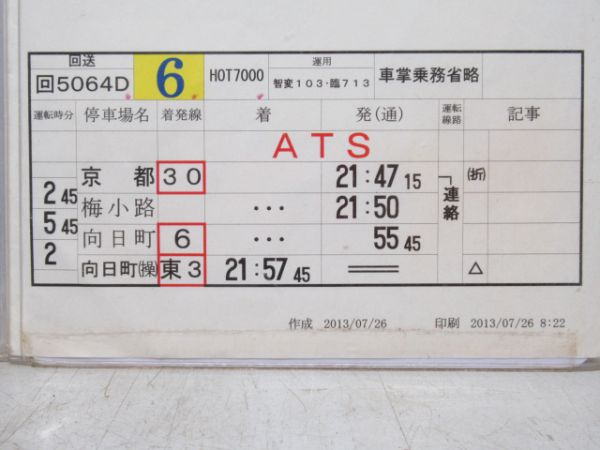 回送
回5064D 6 HOT7000 運用 智変103・臨713 車掌乗務省略
運転時分 停車場名 着発線 着 発(通) 運転線路 記事
ATS
京都 30 21:47 15 連絡 (折)
2 45 梅小路 ・・・ 21:50
5 45 向日町 6 ・・・ 55 45
2 向日町(操) 東3 21:57 45 ═ △
作成 2013/07/26 印刷 2013/07/26 8:22